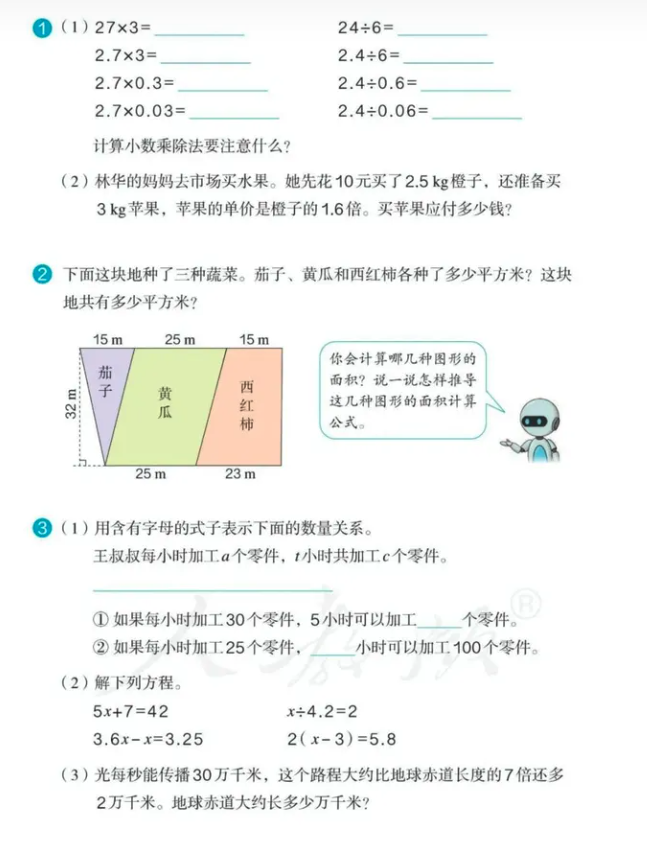 1 (1) 27×3=______ 24÷6=______
2.7×3=______ 2.4÷6=______
2.7×0.3=______ 2.4÷0.6=______
2.7×0.03=______ 2.4÷0.06=______
计算小数乘除法要注意什么?
(2) 林华的妈妈去市场买水果。她先花10元买了2.5 kg橙子,还准备买
3 kg苹果,苹果的单价是橙子的1.6倍。买苹果应付多少钱?
2 下面这块地种了三种蔬菜。茄子、黄瓜和西红柿各种了多少平方米?这块
地共有多少平方米?
15 m 25 m 15 m
32 m
茄子
黄瓜
西红柿
25 m 23 m
你会计算哪几种图形的
面积?说一说怎样推导
这几种图形的面积计算
公式。
3 (1) 用含有字母的式子表示下面的数量关系。
王叔叔每小时加工a个零件,t小时共加工c个零件。
① 如果每小时加工30个零件,5小时可以加工____个零件。
② 如果每小时加工25个零件,____小时可以加工100个零件。
人教领®
(2) 解下列方程。
5x+7=42 x÷4.2=2
3.6x-x=3.25 2(x-3)=5.8
(3) 光每秒能传播30万千米,这个路程大约比地球赤道长度的7倍还多
2万千米。地球赤道大约长多少万千米?